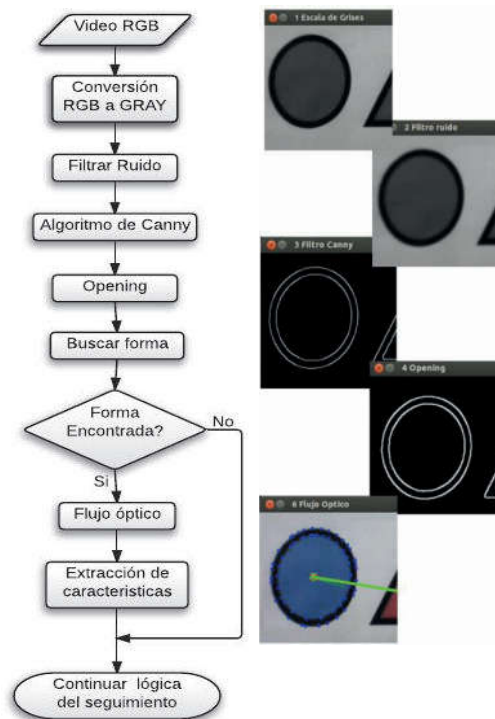 Video RGB
Conversión
RGB a GRAY
Filtrar Ruido
Algoritmo de Canny
Opening
Buscar forma
Forma
Encontrada?
No
Si
Flujo óptico
Extracción de
caracteristicas
Continuar lógica
del seguimiento
1 Escala de Grises
2 Filtro ruido
3 Filtro Canny
4 Opening
6 Flujo Optico